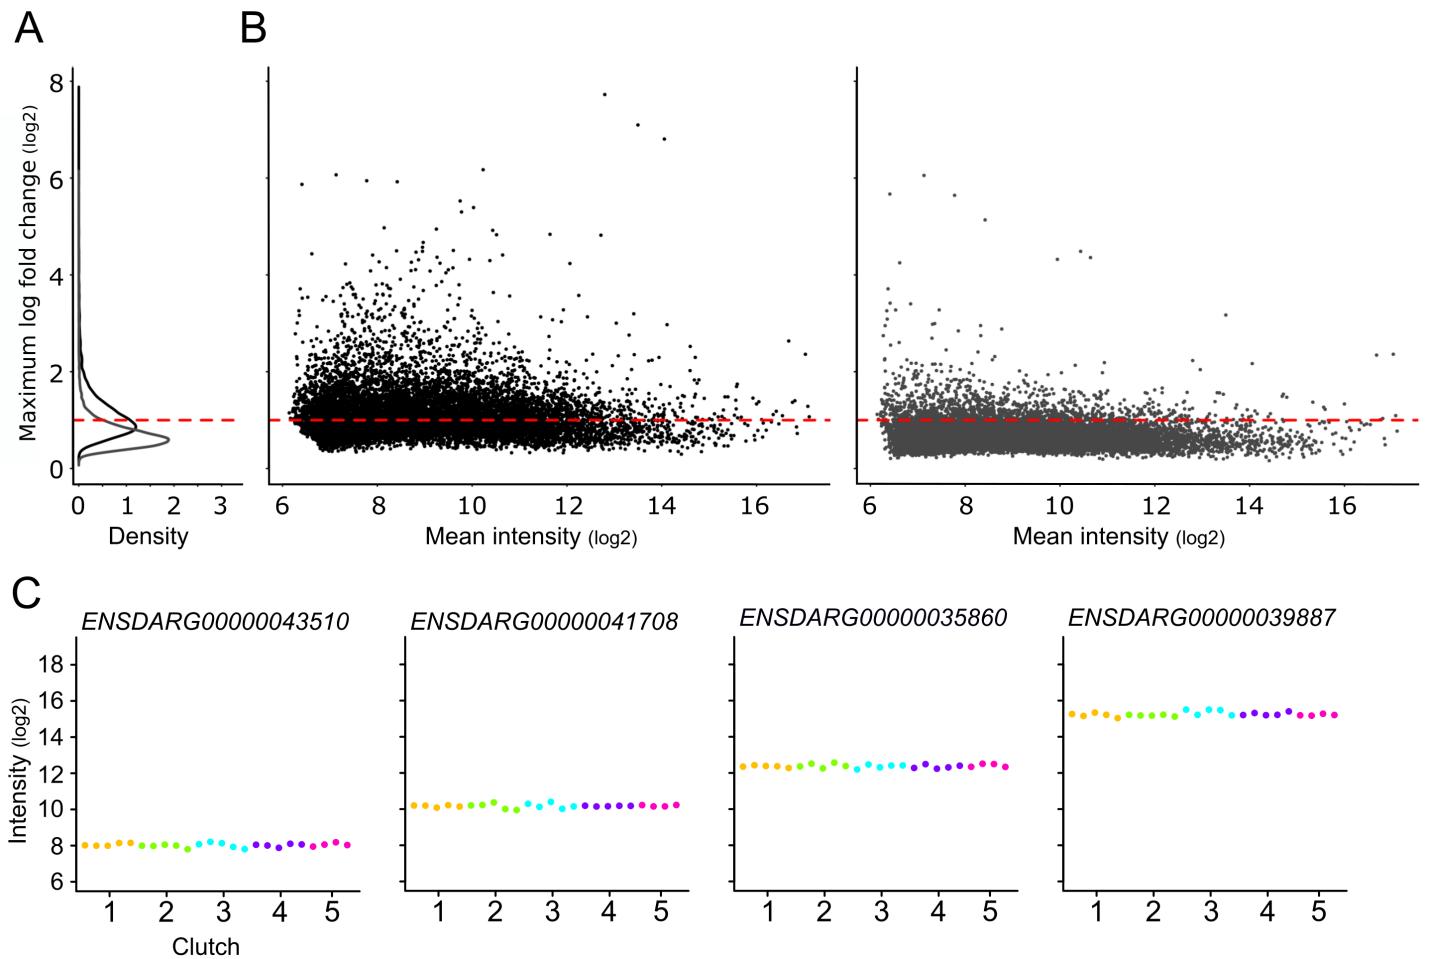 A
B
Maximum log fold change (log2)
8
6
4
2
0
0 1 2 3
Density
6 8 10 12 14 16
Mean intensity (log2)
6 8 10 12 14 16
Mean intensity (log2)
C
ENSDARG00000043510
ENSDARG00000041708
ENSDARG00000035860
ENSDARG00000039887
Intensity (log2)
18
16
14
12
10
8
6
1 2 3 4 5
1 2 3 4 5
1 2 3 4 5
1 2 3 4 5
Clutch